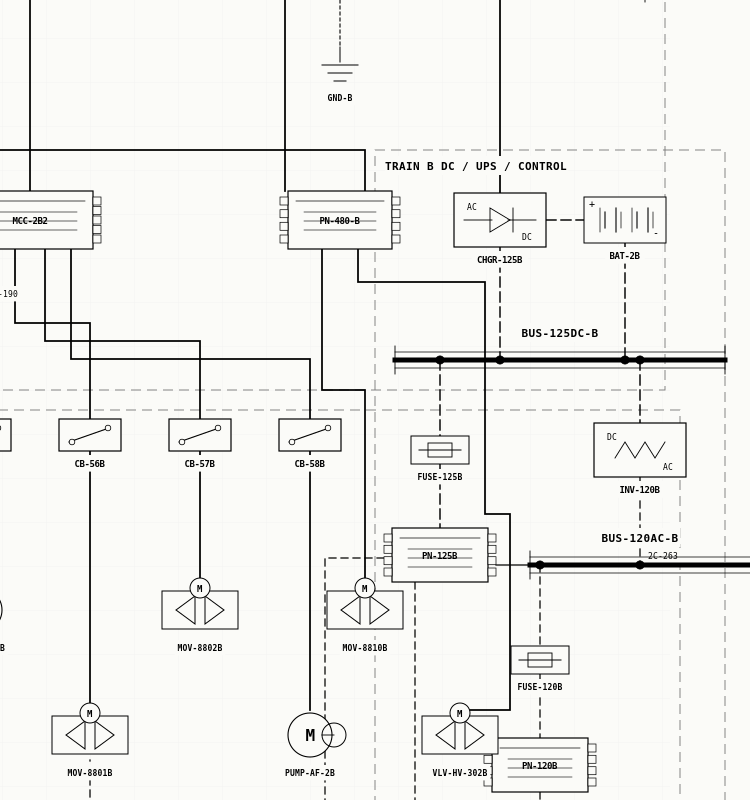 GND-B
TRAIN B DC / UPS / CONTROL
AC
DC
+
-
MCC-2B2
PN-480-B
CHGR-125B
BAT-2B
-190
BUS-125DC-B
DC
AC
CB-56B
CB-57B
CB-58B
FUSE-125B
INV-120B
BUS-120AC-B
PN-125B
2C-263
M
M
B
MOV-8802B
MOV-8810B
FUSE-120B
M
M
M
PN-120B
MOV-8801B
PUMP-AF-2B
VLV-HV-302B